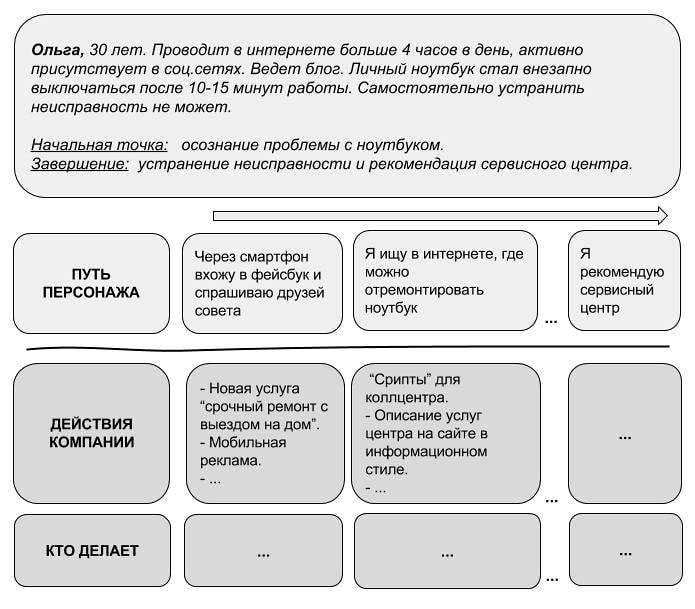 Ольга, 30 лет. Проводит в интернете больше 4 часов в день, активно
присутствует в соц.сетях. Ведет блог. Личный ноутбук стал внезапно
выключаться после 10-15 минут работы. Самостоятельно устранить
неисправность не может.
Начальная точка: осознание проблемы с ноутбуком.
Завершение: устранение неисправности и рекомендация сервисного центра.
ПУТЬ
ПЕРСОНАЖА
Через смартфон
вхожу в фейсбук и
спрашиваю друзей
совета
Я ищу в интернете, где
можно
отремонтировать
ноутбук
...
Я
рекомендую
сервисный
центр
ДЕЙСТВИЯ
КОМПАНИИ
- Новая услуга
“срочный ремонт с
выездом на дом”.
- Мобильная
реклама.
- ...
“Скрипты” для
коллцентра.
- Описание услуг
центра на сайте в
информационном
стиле.
- ...
...
...
КТО ДЕЛАЕТ
...
...
...
...